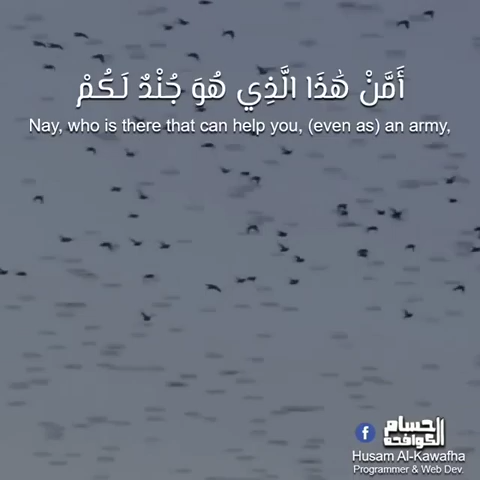 أَمَّنْ هَٰذَا الَّذِي هُوَ جُنْدٌ لَكُمْ
Nay, who is there that can help you, (even as) an army,
حسام الكوافحة
Husam Al-Kawafha
Programmer & Web Dev.